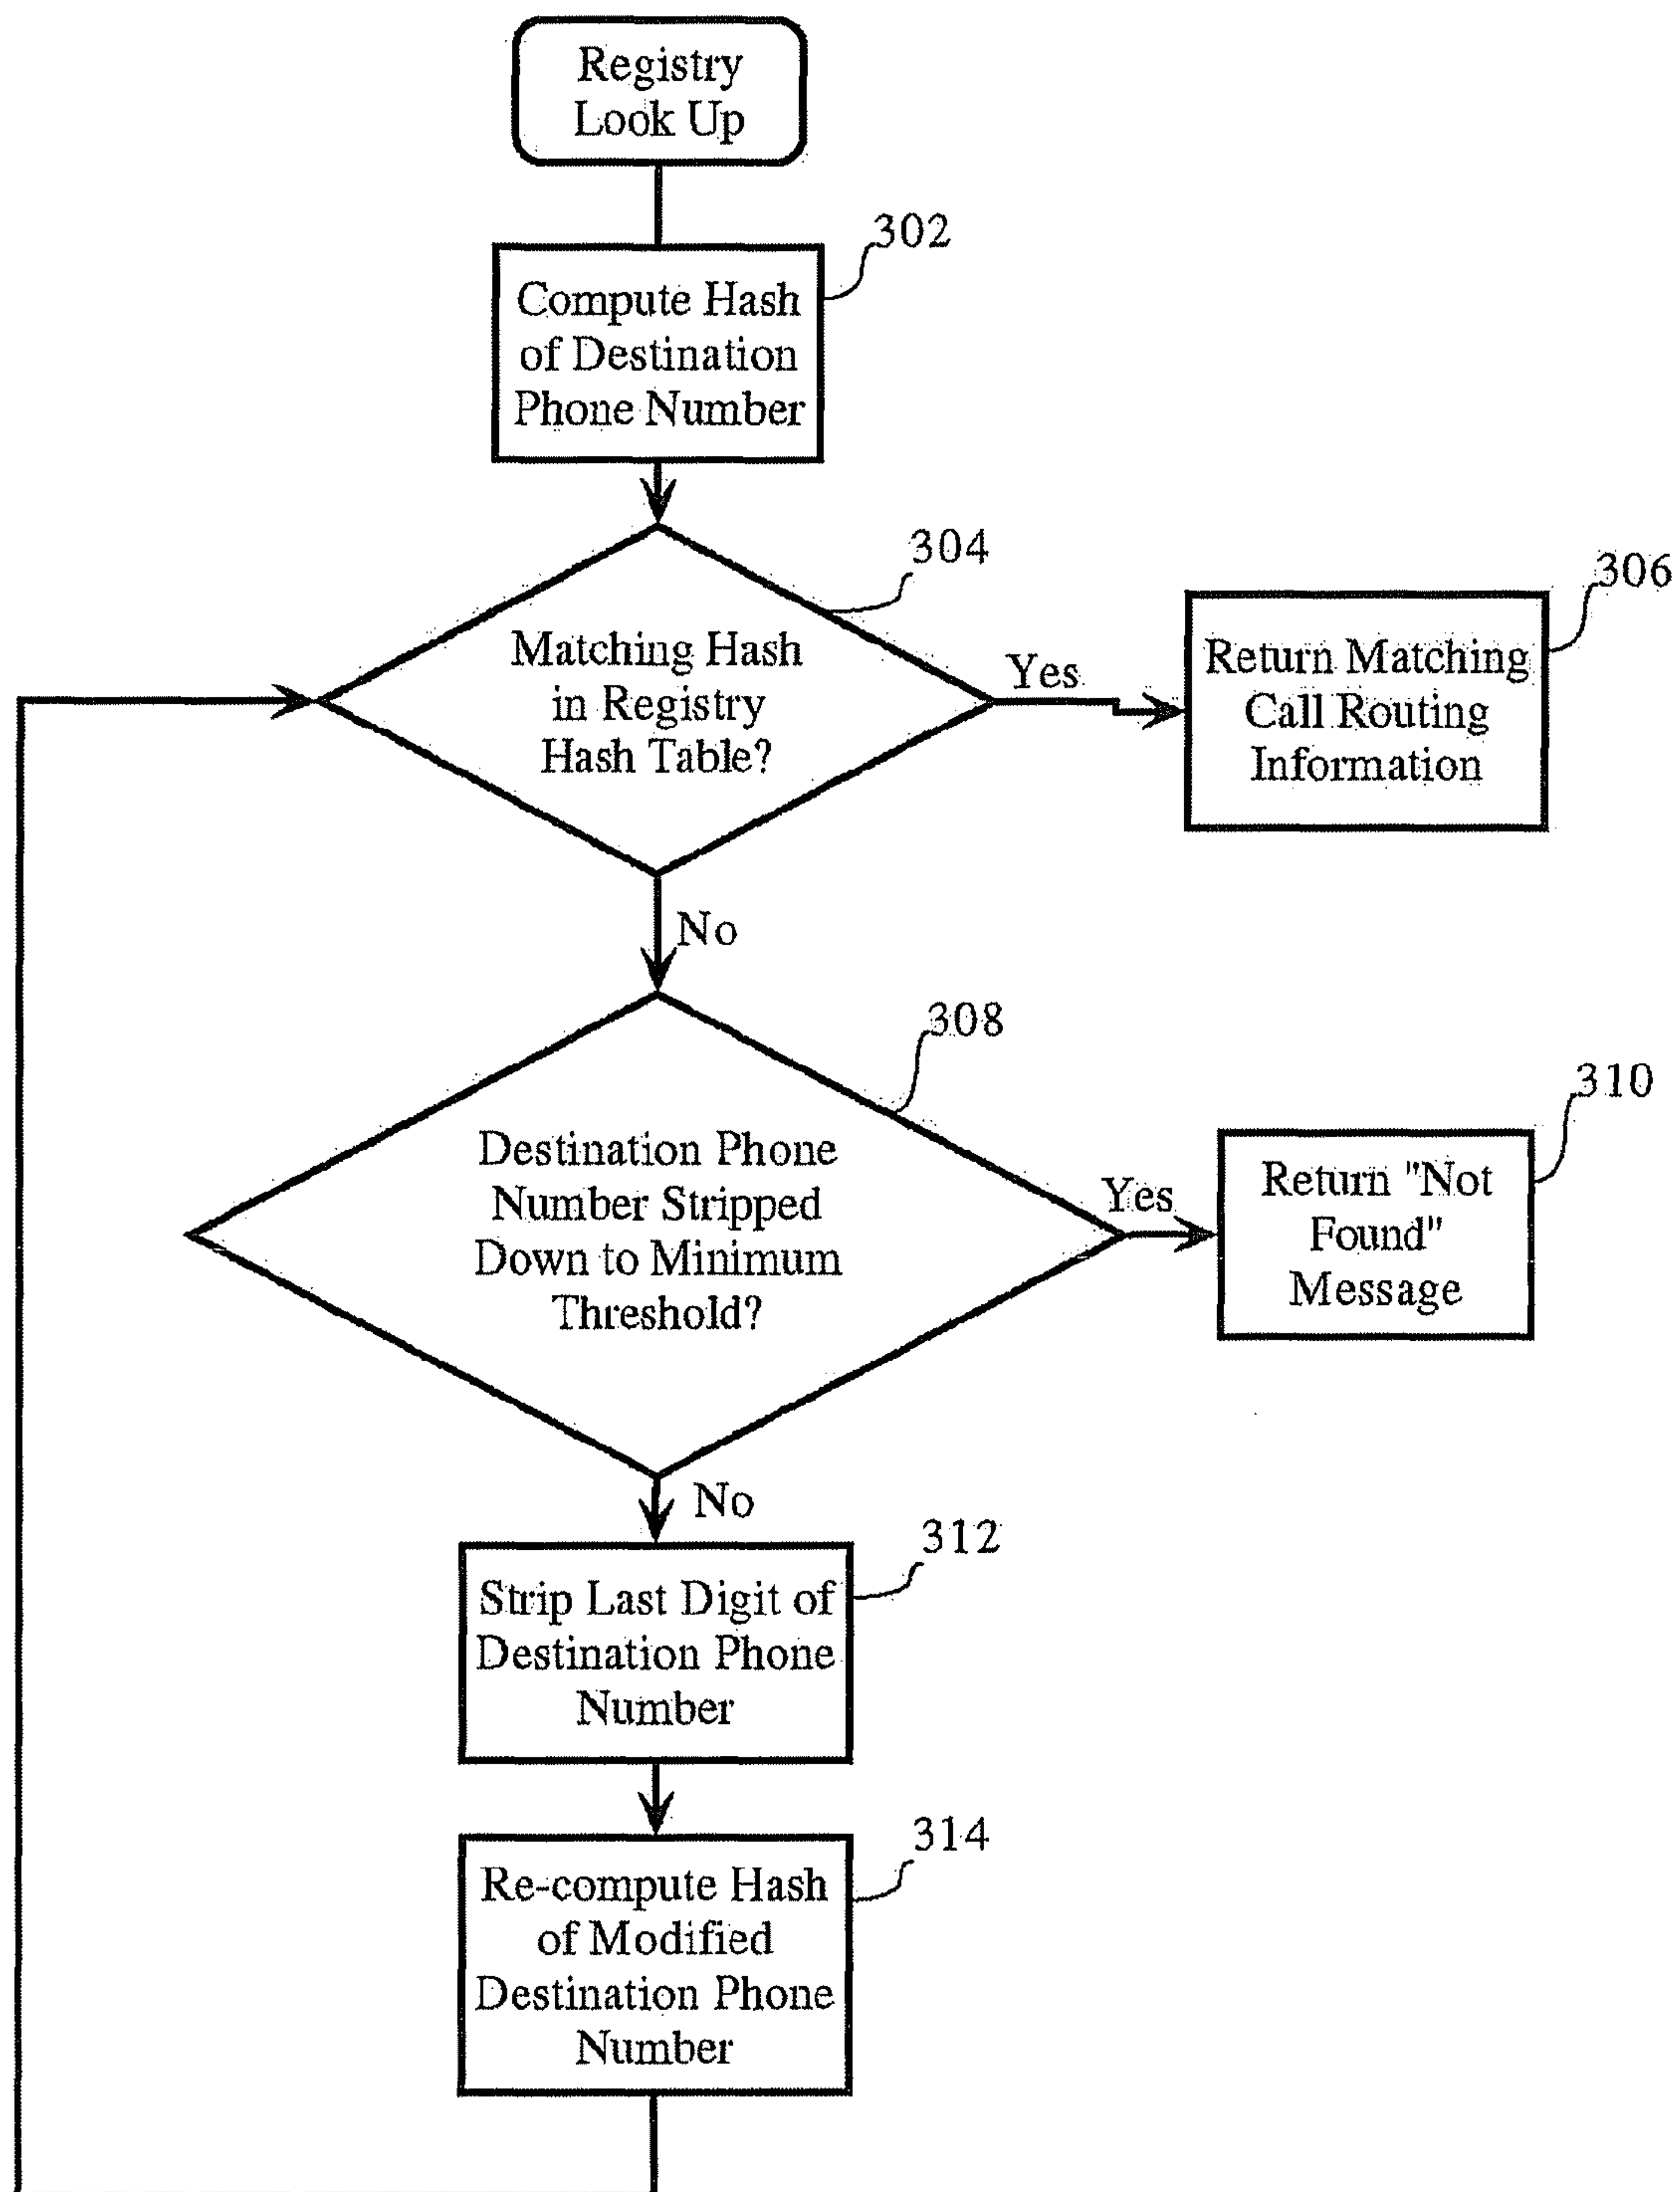 Registry
Look Up
302
Compute Hash
of Destination
Phone Number
304
Matching Hash
in Registry
Hash Table?
Yes
306
Return Matching
Call Routing
Information
No
308
Destination Phone
Number Stripped
Down to Minimum
Threshold?
Yes
310
Return "Not
Found"
Message
No
312
Strip Last Digit of
Destination Phone
Number
314
Re-compute Hash
of Modified
Destination Phone
Number